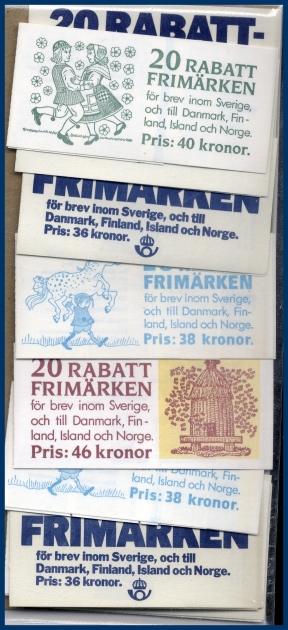 20 RABATT-
20 RABATT
FRIMÄRKEN
för brev inom Sverige,
och till Danmark, Fin-
land, Island och Norge.
Pris: 40 kronor.
FRIMÄRKEN
för brev inom Sverige, och till
Danmark, Finland, Island och Norge.
Pris: 36 kronor.
FRIMÄRKEN
för brev inom Sverige,
och till Danmark, Fin-
land, Island och Norge.
Pris: 38 kronor.
20 RABATT
FRIMÄRKEN
för brev inom Sverige,
och till Danmark, Fin-
land, Island och Norge.
Pris: 46 kronor
och till Danmark, Fin-
land, Island och Norge.
Pris: 38 kronor.
FRIMÄRKEN
för brev inom Sverige, och till
Danmark, Finland, Island och Norge.
Pris: 36 kronor.